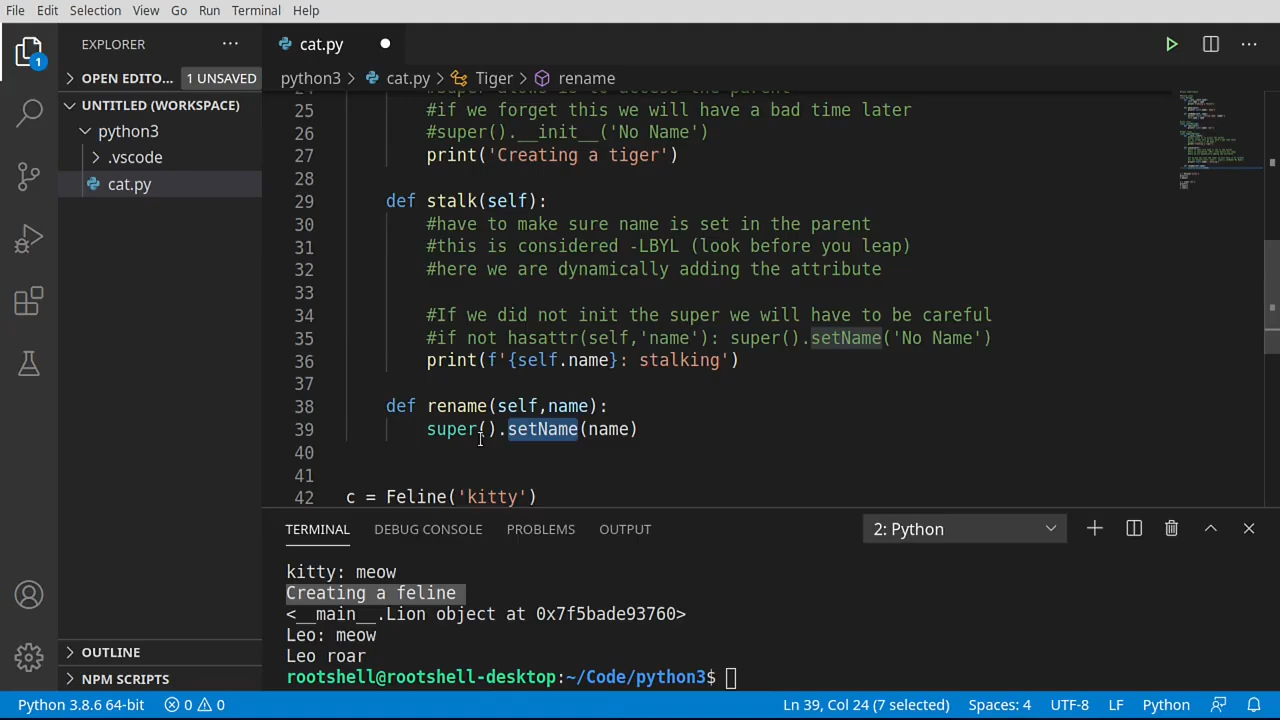 File Edit Selection View Go Run Terminal Help
EXPLORER ···
cat.py
1
OPEN EDITO... 1 UNSAVED
python3 > cat.py > Tiger > rename
UNTITLED (WORKSPACE)
python3
.vscode
cat.py
25 #if we forget this we will have a bad time later
26 #super().__init__('No Name')
27 print('Creating a tiger')
28
29 def stalk(self):
30 #have to make sure name is set in the parent
31 #this is considered -LBYL (look before you leap)
32 #here we are dynamically adding the attribute
33
34 #If we did not init the super we will have to be careful
35 #if not hasattr(self,'name'): super().setName('No Name')
36 print(f'{self.name}: stalking')
37
38 def rename(self,name):
39 super().setName(name)
40
41
42 c = Feline('kitty')
TERMINAL DEBUG CONSOLE PROBLEMS OUTPUT 2: Python
kitty: meow
Creating a feline
<__main__.Lion object at 0x7f5bade93760>
Leo: meow
Leo roar
rootshell@rootshell-desktop:~/Code/python3$
OUTLINE
NPM SCRIPTS
Python 3.8.6 64-bit 0 0 Ln 39, Col 24 (7 selected) Spaces: 4 UTF-8 LF Python